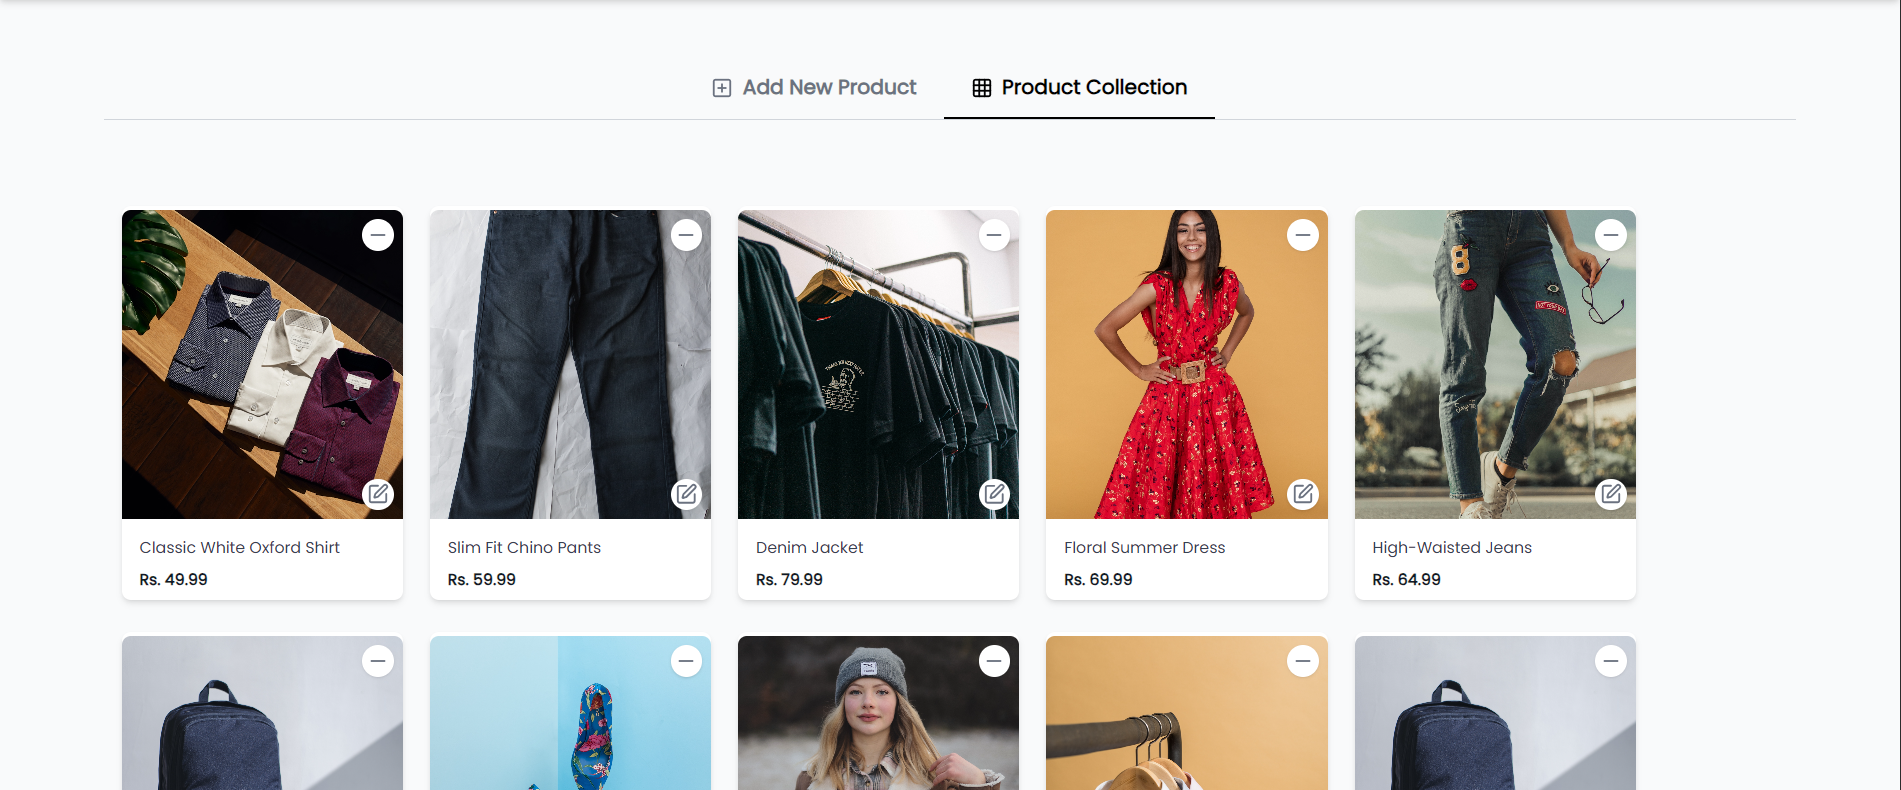 Add New Product
Product Collection
Classic White Oxford Shirt
Rs. 49.99
Slim Fit Chino Pants
Rs. 59.99
Denim Jacket
Rs. 79.99
Floral Summer Dress
Rs. 69.99
High-Waisted Jeans
Rs. 64.99